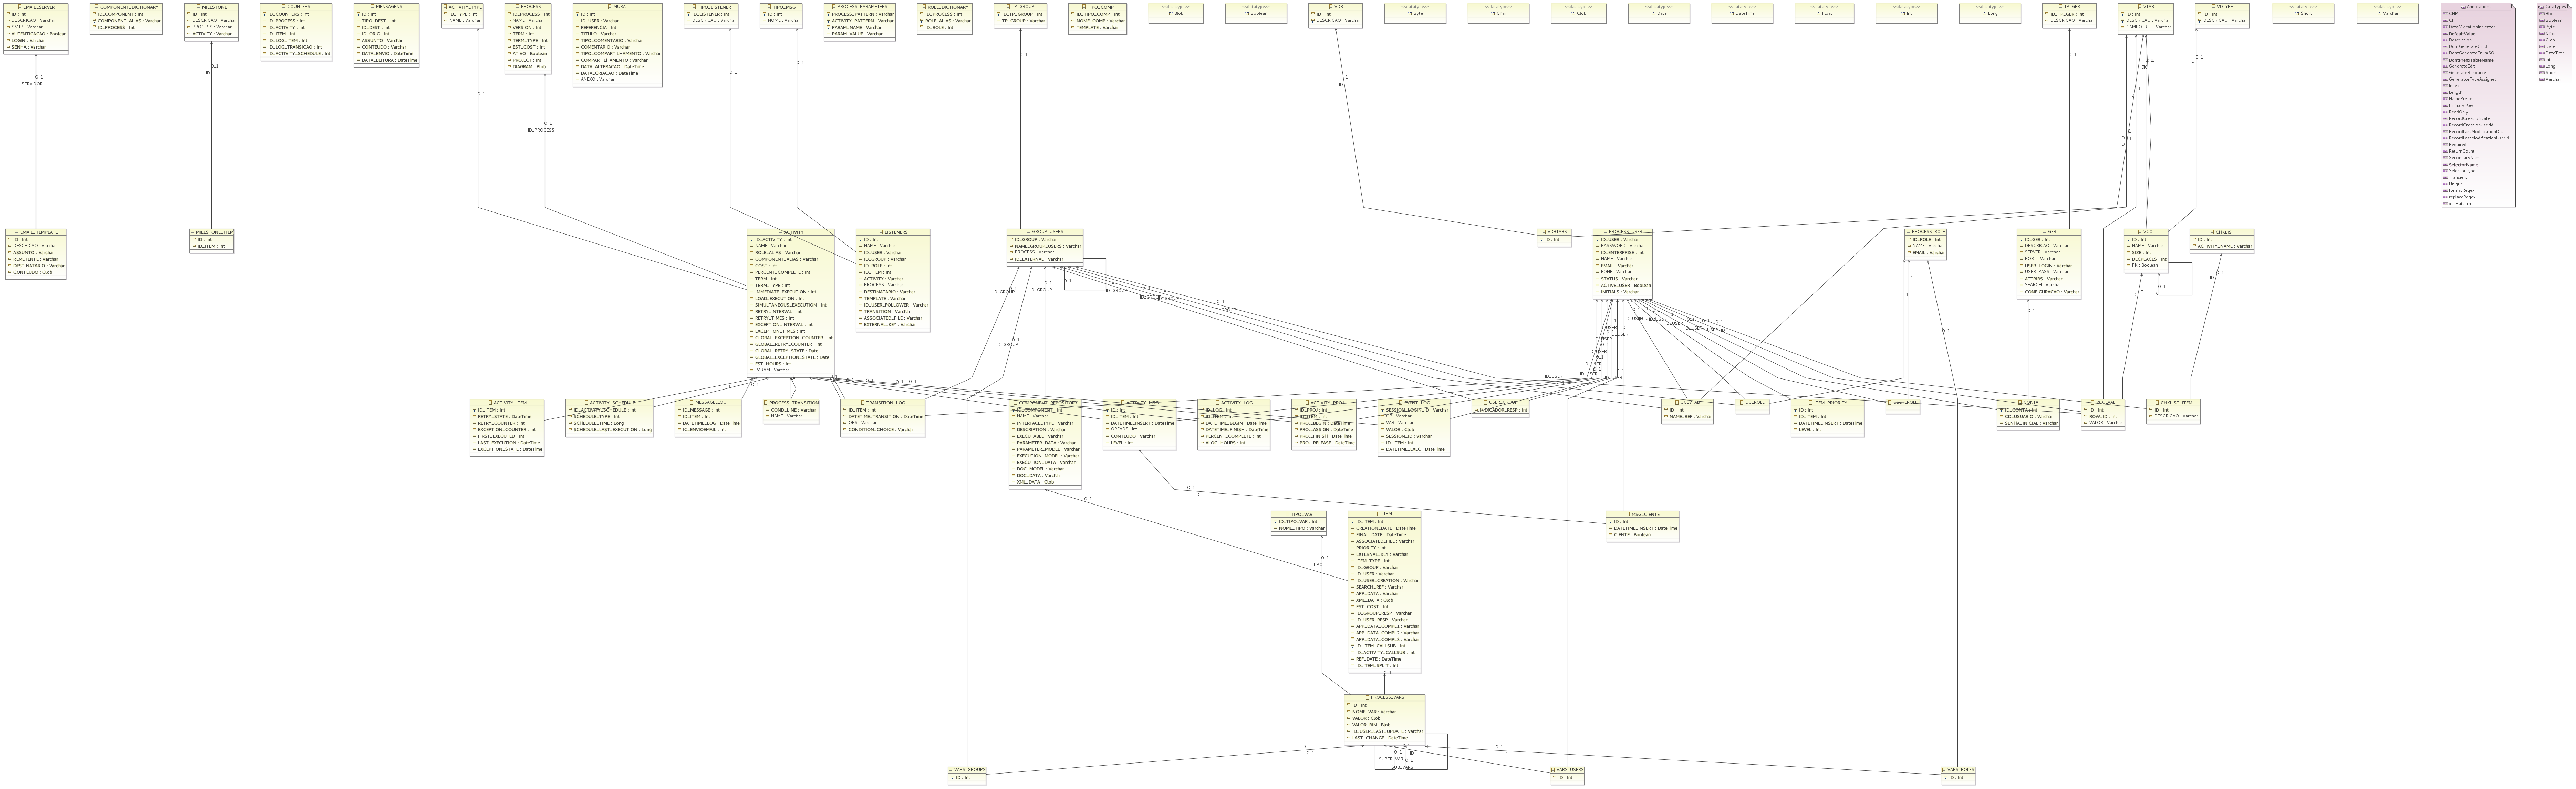 EMAIL_SERVER
ID : Int
DESCRICAO : Varchar
SMTP : Varchar
AUTENTICACAO : Boolean
LOGIN : Varchar
SENHA : Varchar
COMPONENT_DICTIONARY
ID_COMPONENT : Int
COMPONENT_ALIAS : Varchar
ID_PROCESS : Int
MILESTONE
ID : Int
DESCRICAO : Varchar
PROCESS : Varchar
ACTIVITY : Varchar
COUNTERS
ID_COUNTERS : Int
ID_PROCESS : Int
ID_ACTIVITY : Int
ID_ITEM : Int
ID_LOG_ITEM : Int
ID_LOG_TRANSICAO : Int
ID_ACTIVITY_SCHEDULE : Int
MENSAGENS
ID : Int
TIPO_DEST : Int
ID_DEST : Int
ID_ORIG : Int
ASSUNTO : Varchar
CONTEUDO : Varchar
DATA_ENVIO : DateTime
DATA_LEITURA : DateTime
ACTIVITY_TYPE
ID_TYPE : Int
NAME : Varchar
PROCESS
ID_PROCESS : Int
NAME : Varchar
VERSION : Int
TERM : Int
TERM_TYPE : Int
EST_COST : Int
ATIVO : Boolean
PROJECT : Int
DIAGRAM : Blob
MURAL
ID : Int
ID_USER : Varchar
REFERENCIA : Int
TITULO : Varchar
TIPO_COMENTARIO : Varchar
COMENTARIO : Varchar
TIPO_COMPARTILHAMENTO : Varchar
COMPARTILHAMENTO : Varchar
DATA_ALTERACAO : DateTime
DATA_CRIACAO : DateTime
ANEXO : Varchar
TIPO_LISTENER
ID_LISTENER : Int
DESCRICAO : Varchar
TIPO_MSG
ID : Int
NOME : Varchar
PROCESS_PARAMETERS
PROCESS_PATTERN : Varchar
ACTIVITY_PATTERN : Varchar
PARAM_NAME : Varchar
PARAM_VALUE : Varchar
ROLE_DICTIONARY
ID_PROCESS : Int
ROLE_ALIAS : Varchar
ID_ROLE : Int
TP_GROUP
ID_TP_GROUP : Int
TP_GROUP : Varchar
TIPO_COMP
ID_TIPO_COMP : Int
NOME_COMP : Varchar
TEMPLATE : Varchar
<<datatype>>
Blob
<<datatype>>
Boolean
VDB
ID : Int
DESCRICAO : Varchar
<<datatype>>
Byte
<<datatype>>
Char
<<datatype>>
Clob
<<datatype>>
Date
<<datatype>>
DateTime
<<datatype>>
Float
<<datatype>>
Int
<<datatype>>
Long
TP_GER
ID_TP_GER : Int
DESCRICAO : Varchar
VTAB
ID : Int
DESCRICAO : Varchar
CAMPO_REF : Varchar
VDTYPE
ID : Int
DESCRICAO : Varchar
<<datatype>>
Short
<<datatype>>
Varchar
Annotations
CNPJ
CPF
DataMigrationIndicator
DefaultValue
Description
DontGenerateCrud
DontGenerateEnumSQL
DontPrefixTableName
GenerateEdit
GenerateResource
GeneratorTypeAssigned
Index
Length
NamePrefix
Primary Key
ReadOnly
RecordCreationDate
RecordCreationUserId
RecordLastModificationDate
RecordLastModificationUserId
Required
ReturnCount
SecondaryName
SelectorName
SelectorType
Transient
Unique
formatRegex
replaceRegex
usePattern
DataTypes
Blob
Boolean
Byte
Char
Clob
Date
DateTime
Int
Long
Short
Varchar
0..1
SERVIDOR
0..1
ID
0..1
0..1
ID_PROCESS
0..1
0..1
0..1
1
ID
0..1
0..1
ID
EMAIL_TEMPLATE
ID : Int
DESCRICAO : Varchar
ASSUNTO : Varchar
REMETENTE : Varchar
DESTINATARIO : Varchar
CONTEUDO : Clob
MILESTONE_ITEM
ID : Int
ID_ITEM : Int
ACTIVITY
ID_ACTIVITY : Int
NAME : Varchar
ROLE_ALIAS : Varchar
COMPONENT_ALIAS : Varchar
COST : Int
PERCENT_COMPLETE : Int
TERM : Int
TERM_TYPE : Int
IMMEDIATE_EXECUTION : Int
LOAD_EXECUTION : Int
SIMULTANEOUS_EXECUTION : Int
RETRY_INTERVAL : Int
RETRY_TIMES : Int
EXCEPTION_INTERVAL : Int
EXCEPTION_TIMES : Int
GLOBAL_EXCEPTION_COUNTER : Int
GLOBAL_RETRY_COUNTER : Int
GLOBAL_RETRY_STATE : Date
GLOBAL_EXCEPTION_STATE : Date
EST_HOURS : Int
PARAM : Varchar
LISTENERS
ID : Int
NAME : Varchar
ID_USER : Varchar
ID_GROUP : Varchar
ID_ROLE : Int
ID_ITEM : Int
ACTIVITY : Varchar
PROCESS : Varchar
DESTINATARIO : Varchar
TEMPLATE : Varchar
ID_USER_FOLLOWER : Varchar
TRANSITION : Varchar
ASSOCIATED_FILE : Varchar
EXTERNAL_KEY : Varchar
GROUP_USERS
ID_GROUP : Varchar
NAME_GROUP_USERS : Varchar
PROCESS : Varchar
ID_EXTERNAL : Varchar
VDBTABS
ID : Int
PROCESS_USER
ID_USER : Varchar
PASSWORD : Varchar
ID_ENTERPRISE : Int
NAME : Varchar
EMAIL : Varchar
FONE : Varchar
STATUS : Varchar
ACTIVE_USER : Boolean
INITIALS : Varchar
PROCESS_ROLE
ID_ROLE : Int
NAME : Varchar
EMAIL : Varchar
GER
ID_GER : Int
DESCRICAO : Varchar
SERVER : Varchar
PORT : Varchar
USER_LOGIN : Varchar
USER_PASS : Varchar
ATTRIBS : Varchar
SEARCH : Varchar
CONFIGURACAO : Varchar
VCOL
ID : Int
NAME : Varchar
SIZE : Int
DECPLACES : Int
PK : Boolean
CHKLIST
ID : Int
ACTIVITY_NAME : Varchar
ACTIVITY_ITEM
ID_ITEM : Int
RETRY_STATE : DateTime
RETRY_COUNTER : Int
EXCEPTION_COUNTER : Int
FIRST_EXECUTED : Int
LAST_EXECUTION : DateTime
EXCEPTION_STATE : DateTime
ACTIVITY_SCHEDULE
ID_ACTIVITY_SCHEDULE : Int
SCHEDULE_TYPE : Int
SCHEDULE_TIME : Long
SCHEDULE_LAST_EXECUTION : Long
MESSAGE_LOG
ID_MESSAGE : Int
ID_ITEM : Int
DATETIME_LOG : DateTime
IC_ENVIOEMAIL : Int
PROCESS_TRANSITION
COND_LINE : Varchar
NAME : Varchar
TRANSITION_LOG
ID_ITEM : Int
DATETIME_TRANSITION : DateTime
OBS : Varchar
CONDITION_CHOICE : Varchar
COMPONENT_REPOSITORY
ID_COMPONENT : Int
NAME : Varchar
INTERFACE_TYPE : Varchar
DESCRIPTION : Varchar
EXECUTABLE : Varchar
PARAMETER_DATA : Varchar
PARAMETER_MODEL : Varchar
EXECUTION_MODEL : Varchar
EXECUTION_DATA : Varchar
DOC_MODEL : Varchar
DOC_DATA : Varchar
XML_DATA : Clob
ACTIVITY_MSG
ID : Int
ID_ITEM : Int
DATETIME_INSERT : DateTime
QREADS : Int
CONTEUDO : Varchar
LEVEL : Int
ACTIVITY_LOG
ID_LOG : Int
ID_ITEM : Int
DATETIME_BEGIN : DateTime
DATETIME_FINISH : DateTime
PERCENT_COMPLETE : Int
ALOC_HOURS : Int
ACTIVITY_PROJ
ID_PROJ : Int
ID_ITEM : Int
PROJ_BEGIN : DateTime
PROJ_ASSIGN : DateTime
PROJ_FINISH : DateTime
PROJ_RELEASE : DateTime
EVENT_LOG
SESSION_LOGIN_ID : Varchar
OP : Varchar
VAR : Varchar
VALOR : Clob
SESSION_ID : Varchar
ID_ITEM : Int
DATETIME_EXEC : DateTime
USER_GROUP
INDICADOR_RESP : Int
UG_VTAB
ID : Int
NAME_REF : Varchar
UG_ROLE
ITEM_PRIORITY
ID : Int
ID_ITEM : Int
DATETIME_INSERT : DateTime
LEVEL : Int
USER_ROLE
CONTA
ID_CONTA : Int
CD_USUARIO : Varchar
SENHA_INICIAL : Varchar
VCOLVAL
ID : Int
ROW_ID : Int
VALOR : Varchar
CHKLIST_ITEM
ID : Int
DESCRICAO : Varchar
TIPO_VAR
ID_TIPO_VAR : Int
NOME_TIPO : Varchar
ITEM
ID_ITEM : Int
CREATION_DATE : DateTime
FINAL_DATE : DateTime
ASSOCIATED_FILE : Varchar
PRIORITY : Int
EXTERNAL_KEY : Varchar
ITEM_TYPE : Int
ID_GROUP : Varchar
ID_USER : Varchar
ID_USER_CREATION : Varchar
SEARCH_REF : Varchar
APP_DATA : Varchar
XML_DATA : Clob
EST_COST : Int
ID_GROUP_RESP : Varchar
ID_USER_RESP : Varchar
APP_DATA_COMPL1 : Varchar
APP_DATA_COMPL2 : Varchar
APP_DATA_COMPL3 : Varchar
ID_ITEM_CALLSUB : Int
ID_ACTIVITY_CALLSUB : Int
REF_DATE : DateTime
ID_ITEM_SPLIT : Int
MSG_CIENTE
ID : Int
DATETIME_INSERT : DateTime
CIENTE : Boolean
0..1
TIPO
0..1
PROCESS_VARS
ID : Int
NOME_VAR : Varchar
VALOR : Clob
VALOR_BIN : Blob
ID_USER_LAST_UPDATE : Varchar
LAST_CHANGE : DateTime
SUPER_VAR
SUB_VARS
VARS_GROUPS
ID : Int
VARS_USERS
ID : Int
VARS_ROLES
ID : Int